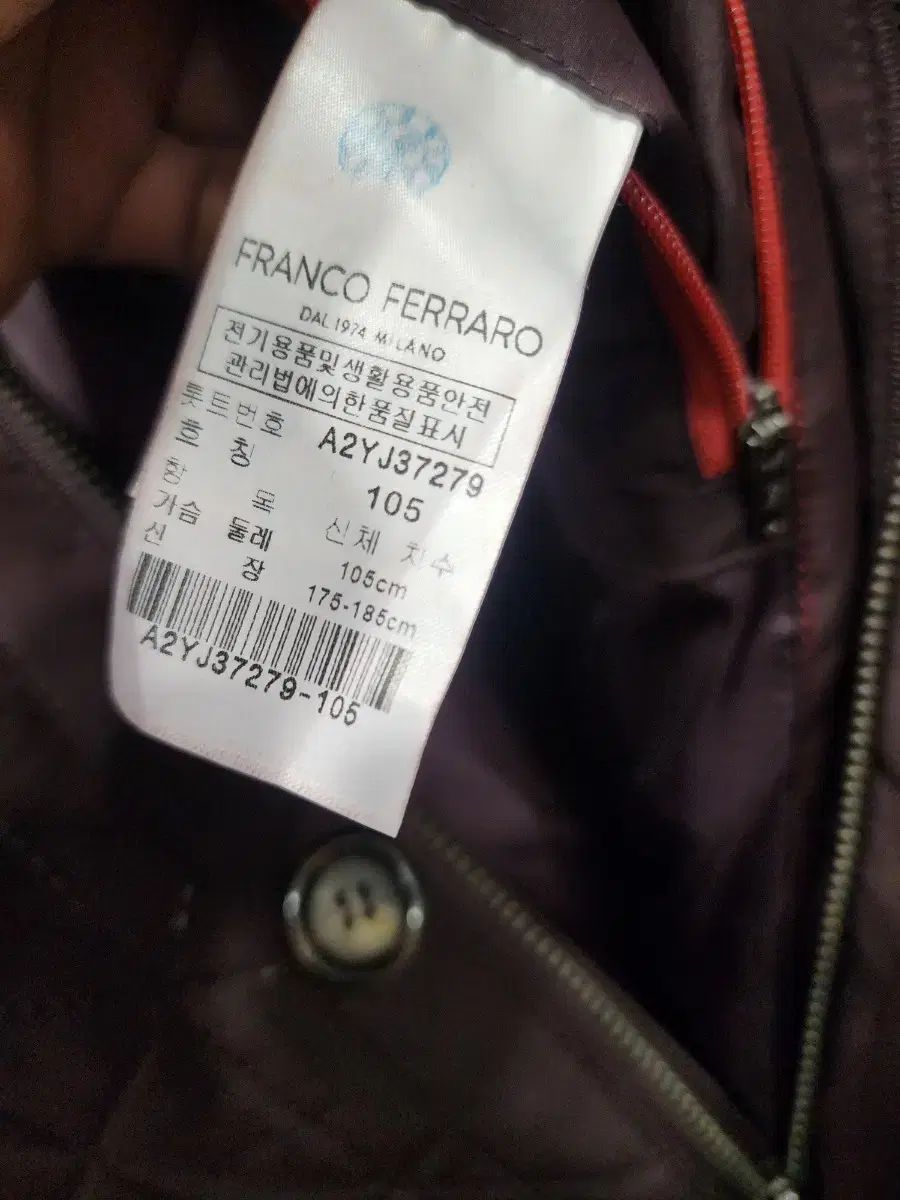 FRANCO FERRARO
DAL 1974 MILANO
전기용품및생활용품안전
관리법에의한품질표시
롯트번호 A2YJ37279
호 칭 105
항 목 신체 치수
가슴 둘레 105cm
신 장 175-185cm
A2YJ37279-105